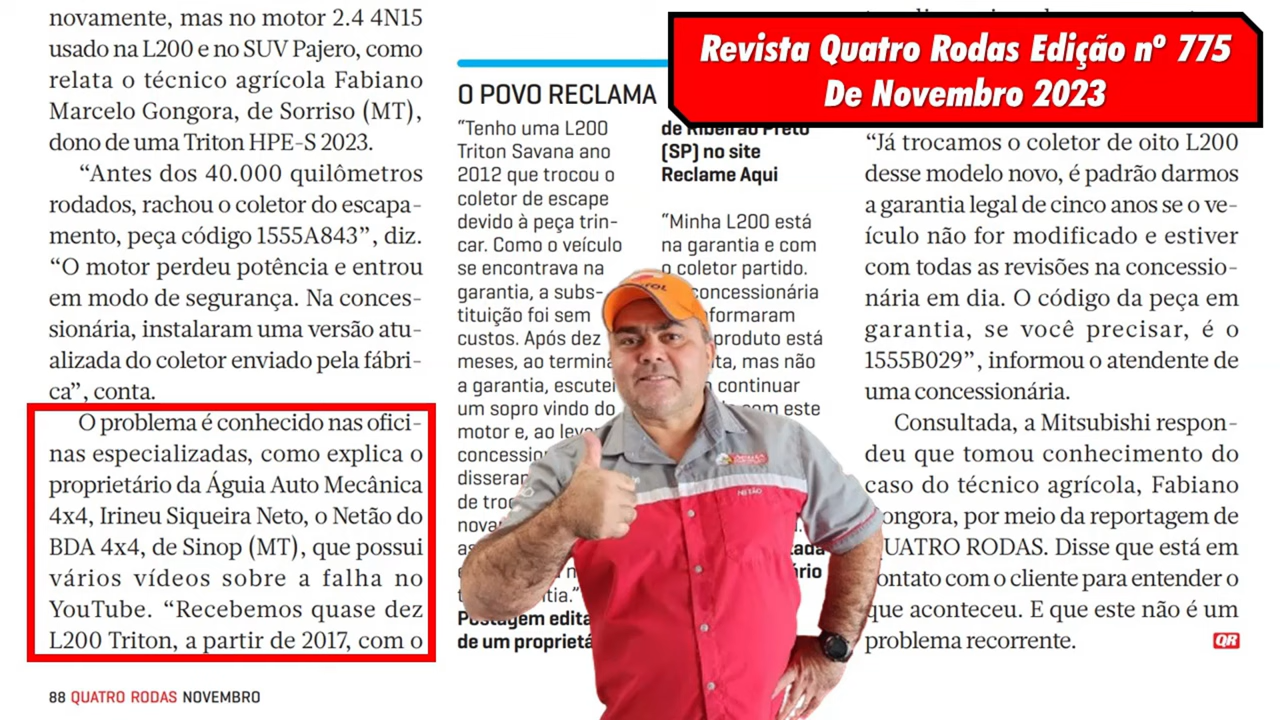 novamente, mas no motor 2.4 4N15
usado na L200 e no SUV Pajero, como
relata o técnico agrícola Fabiano
Marcelo Gongora, de Sorriso (MT),
dono de uma Triton HPE-S 2023.
“Antes dos 40.000 quilômetros
rodados, rachou o coletor do escapa-
mento, peça código 1555A843”, diz.
“O motor perdeu potência e entrou
em modo de segurança. Na conces-
sionária, instalaram uma versão atu-
alizada do coletor enviado pela fábri-
ca”, conta.
O problema é conhecido nas ofici-
nas especializadas, como explica o
proprietário da Águia Auto Mecânica
4x4, Irineu Siqueira Neto, o Netão do
BDA 4x4, de Sinop (MT), que possui
vários vídeos sobre a falha no
YouTube. “Recebemos quase dez
L200 Triton, a partir de 2017, com o
88 QUATRO RODAS NOVEMBRO
O POVO RECLAMA
“Tenho uma L200
Triton Savana ano
2012 que trocou o
coletor de escape
devido à peça trin-
car. Como o veículo
se encontrava na
garantia, a subs-
tituição foi sem
custos. Após dez
meses, ao
a garantia,
um sopro vindo do
motor e, ao
de
Postagem
de um
de Ribeirão Preto
(SP) no site
Reclame Aqui
“Minha L200 está
na garantia e com
o coletor partido.
concessionária
produto está
mas não
continuar
com este
Revista Quatro Rodas Edição nº 775
De Novembro 2023
“Já trocamos o coletor de oito L200
desse modelo novo, é padrão darmos
a garantia legal de cinco anos se o ve-
ículo não for modificado e estiver
com todas as revisões na concessio-
nária em dia. O código da peça em
garantia, se você precisar, é o
1555B029”, informou o atendente de
uma concessionária.
Consultada, a Mitsubishi respon-
deu que tomou conhecimento do
caso do técnico agrícola, Fabiano
ongora, por meio da reportagem de
QUATRO RODAS. Disse que está em
contato com o cliente para entender o
que aconteceu. E que este não é um
problema recorrente.
QR